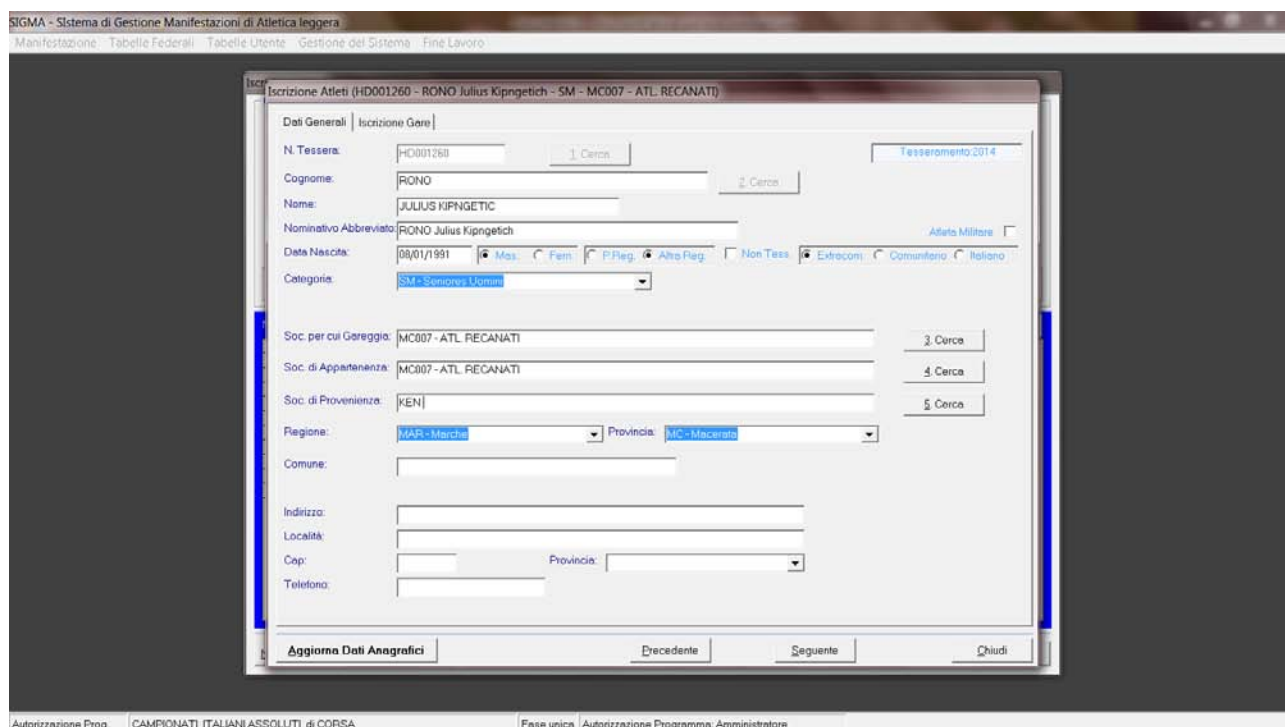 SIGMA - SIstema di Gestione Manifestazioni di Atletica leggera
Manifestazione Tabelle Federali Tabelle Utente Gestione del Sistema Fine Lavoro
Iscrizione Atleti (HD001260 - RONO Julius Kipngetich - SM - MC007 - ATL. RECANATI)
Dati Generali Iscrizione Gare
N. Tessera: HD001260 1. Cerca Tesseramento:2014
Cognome: RONO 2. Cerca
Nome: JULIUS KIPNGETIC
Nominativo Abbreviato: RONO Julius Kipngetich Atleta Militare
Data Nascita: 08/01/1991 Mas. Fem. P.Reg. Altra Reg. Non Tess. Extracom. Comunitario Italiano
Categoria: SM - Seniores Uomini
Soc. per cui Gareggia: MC007 - ATL. RECANATI 3. Cerca
Soc. di Appartenenza: MC007 - ATL. RECANATI 4. Cerca
Soc. di Provenienza: KEN 5. Cerca
Regione: MAR - Marche Provincia: MC - Macerata
Comune:
Indirizzo:
Località:
Cap: Provincia:
Telefono:
Aggiorna Dati Anagrafici Precedente Seguente Chiudi
Autorizzazione Prog. CAMPIONATI ITALIANI ASSOLUTI di CORSA Fase unica Autorizzazione Programma: Amministratore